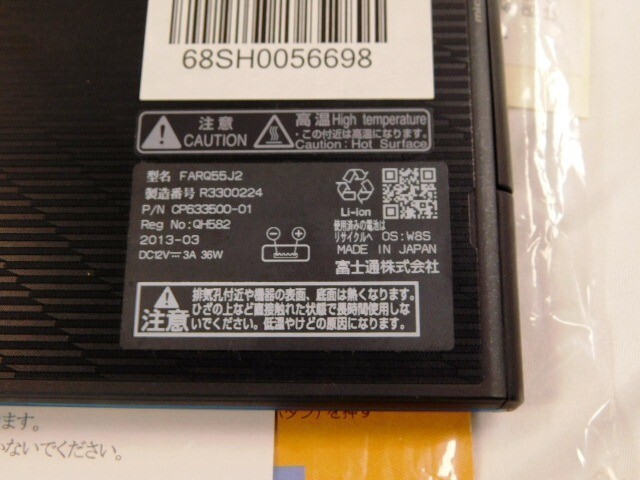 68SH0056698
注意
CAUTION
高温 High temperature
・この付近は高温になります。
Caution: Hot Surface
型名 FARQ55J2
製造番号 R3300224
P/N CP633500-01
Reg No: QH582
2013-03
DC12V⎓3A 36W
Li-ion
使用済みの電池は
リサイクルへ OS:W8S
MADE IN JAPAN
富士通株式会社
注意
排気孔付近や機器の表面、底面は熱くなります。
ひざの上など直接触れた状態で長時間使用しな
いでください。低温やけどの原因になります。
ます。
いないでください。
(ボタン)を押す